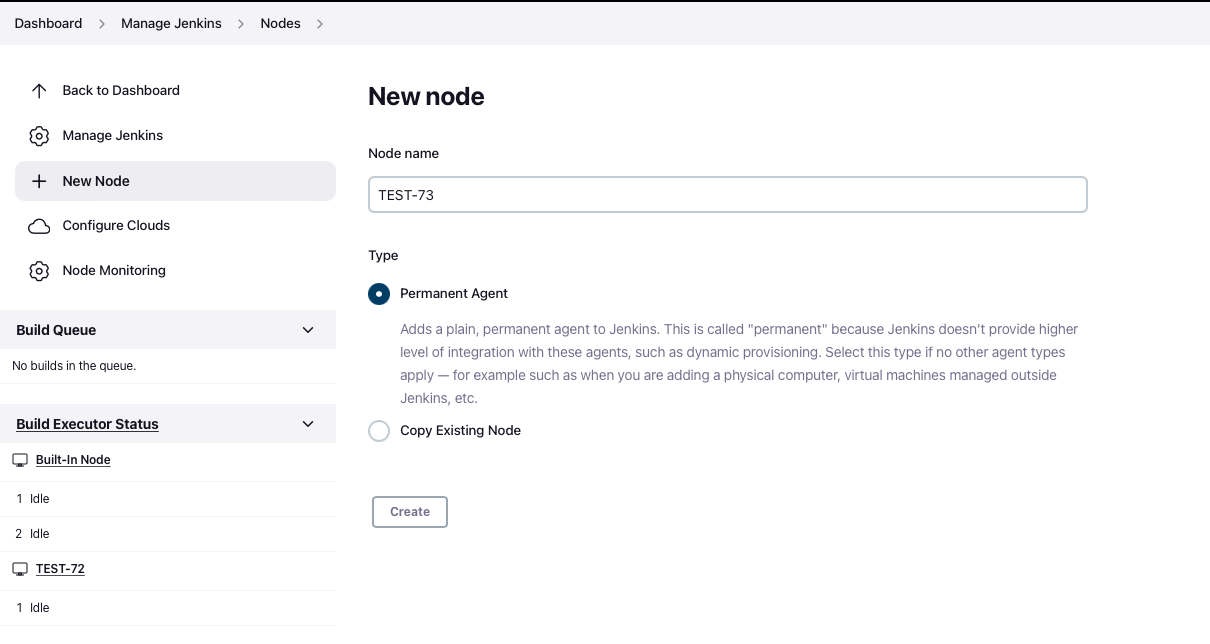 Dashboard > Manage Jenkins > Nodes >
Back to Dashboard
Manage Jenkins
New Node
Configure Clouds
Node Monitoring
Build Queue
No builds in the queue.
Build Executor Status
Built-In Node
1 Idle
2 Idle
TEST-72
1 Idle
New node
Node name
TEST-73
Type
Permanent Agent
Adds a plain, permanent agent to Jenkins. This is called "permanent" because Jenkins doesn't provide higher
level of integration with these agents, such as dynamic provisioning. Select this type if no other agent types
apply — for example such as when you are adding a physical computer, virtual machines managed outside
Jenkins, etc.
Copy Existing Node
Create